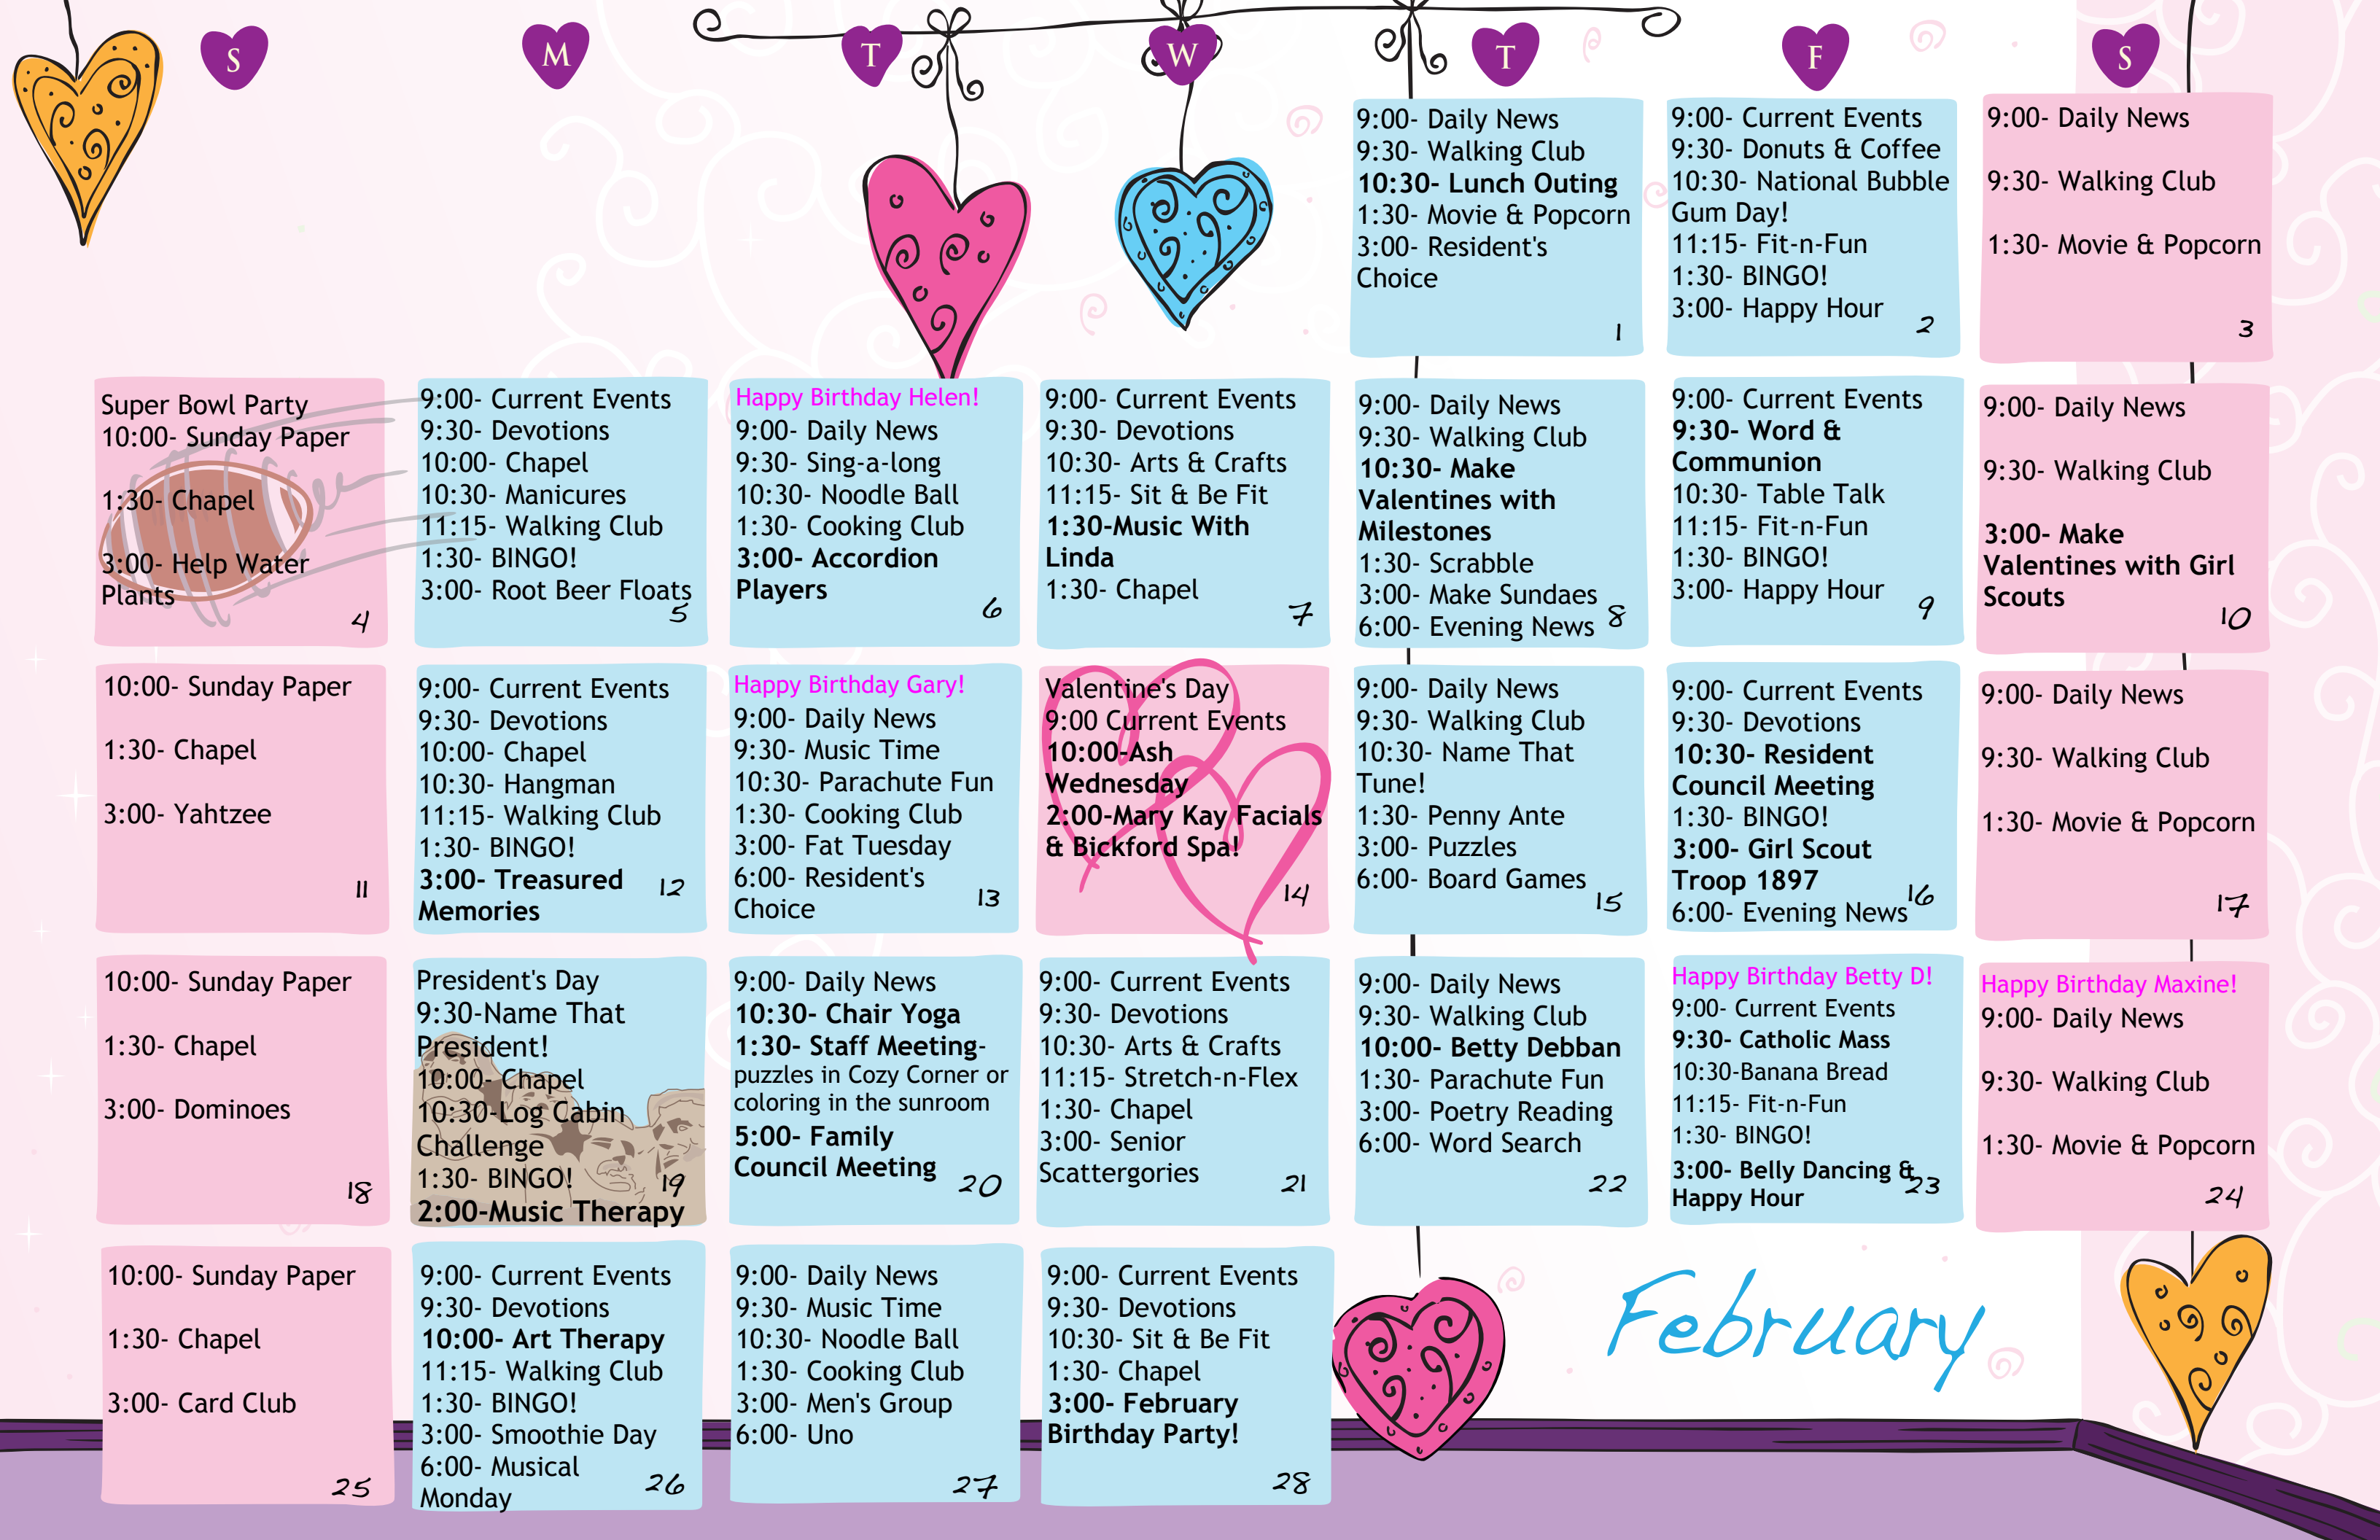 S
M
T
W
T
F
S
9:00- Daily News
9:30- Walking Club
10:30- Lunch Outing
1:30- Movie & Popcorn
3:00- Resident's
Choice
1
9:00- Current Events
9:30- Donuts & Coffee
10:30- National Bubble
Gum Day!
11:15- Fit-n-Fun
1:30- BINGO!
3:00- Happy Hour
2
9:00- Daily News
9:30- Walking Club
1:30- Movie & Popcorn
3
Super Bowl Party
10:00- Sunday Paper
1:30- Chapel
3:00- Help Water
Plants
4
9:00- Current Events
9:30- Devotions
10:00- Chapel
10:30- Manicures
11:15- Walking Club
1:30- BINGO!
3:00- Root Beer Floats
5
Happy Birthday Helen!
9:00- Daily News
9:30- Sing-a-long
10:30- Noodle Ball
1:30- Cooking Club
3:00- Accordion
Players
6
9:00- Current Events
9:30- Devotions
10:30- Arts & Crafts
11:15- Sit & Be Fit
1:30-Music With
Linda
1:30- Chapel
7
9:00- Daily News
9:30- Walking Club
10:30- Make
Valentines with
Milestones
1:30- Scrabble
3:00- Make Sundaes
6:00- Evening News
8
9:00- Current Events
9:30- Word &
Communion
10:30- Table Talk
11:15- Fit-n-Fun
1:30- BINGO!
3:00- Happy Hour
9
9:00- Daily News
9:30- Walking Club
3:00- Make
Valentines with Girl
Scouts
10
10:00- Sunday Paper
1:30- Chapel
3:00- Yahtzee
11
9:00- Current Events
9:30- Devotions
10:00- Chapel
10:30- Hangman
11:15- Walking Club
1:30- BINGO!
3:00- Treasured
Memories
12
Happy Birthday Gary!
9:00- Daily News
9:30- Music Time
10:30- Parachute Fun
1:30- Cooking Club
3:00- Fat Tuesday
6:00- Resident's
Choice
13
Valentine's Day
9:00 Current Events
10:00-Ash
Wednesday
2:00-Mary Kay Facials
& Bickford Spa!
14
9:00- Daily News
9:30- Walking Club
10:30- Name That
Tune!
1:30- Penny Ante
3:00- Puzzles
6:00- Board Games
15
9:00- Current Events
9:30- Devotions
10:30- Resident
Council Meeting
1:30- BINGO!
3:00- Girl Scout
Troop 1897
6:00- Evening News
16
9:00- Daily News
9:30- Walking Club
1:30- Movie & Popcorn
17
10:00- Sunday Paper
1:30- Chapel
3:00- Dominoes
18
President's Day
9:30-Name That
President!
10:00- Chapel
10:30-Log Cabin
Challenge
1:30- BINGO!
2:00-Music Therapy
19
9:00- Daily News
10:30- Chair Yoga
1:30- Staff Meeting-
puzzles in Cozy Corner or
coloring in the sunroom
5:00- Family
Council Meeting
20
9:00- Current Events
9:30- Devotions
10:30- Arts & Crafts
11:15- Stretch-n-Flex
1:30- Chapel
3:00- Senior
Scattergories
21
9:00- Daily News
9:30- Walking Club
10:00- Betty Debban
1:30- Parachute Fun
3:00- Poetry Reading
6:00- Word Search
22
Happy Birthday Betty D!
9:00- Current Events
9:30- Catholic Mass
10:30-Banana Bread
11:15- Fit-n-Fun
1:30- BINGO!
3:00- Belly Dancing &
Happy Hour
23
Happy Birthday Maxine!
9:00- Daily News
9:30- Walking Club
1:30- Movie & Popcorn
24
10:00- Sunday Paper
1:30- Chapel
3:00- Card Club
25
9:00- Current Events
9:30- Devotions
10:00- Art Therapy
11:15- Walking Club
1:30- BINGO!
3:00- Smoothie Day
6:00- Musical
Monday
26
9:00- Daily News
9:30- Music Time
10:30- Noodle Ball
1:30- Cooking Club
3:00- Men's Group
6:00- Uno
27
9:00- Current Events
9:30- Devotions
10:30- Sit & Be Fit
1:30- Chapel
3:00- February
Birthday Party!
28
February